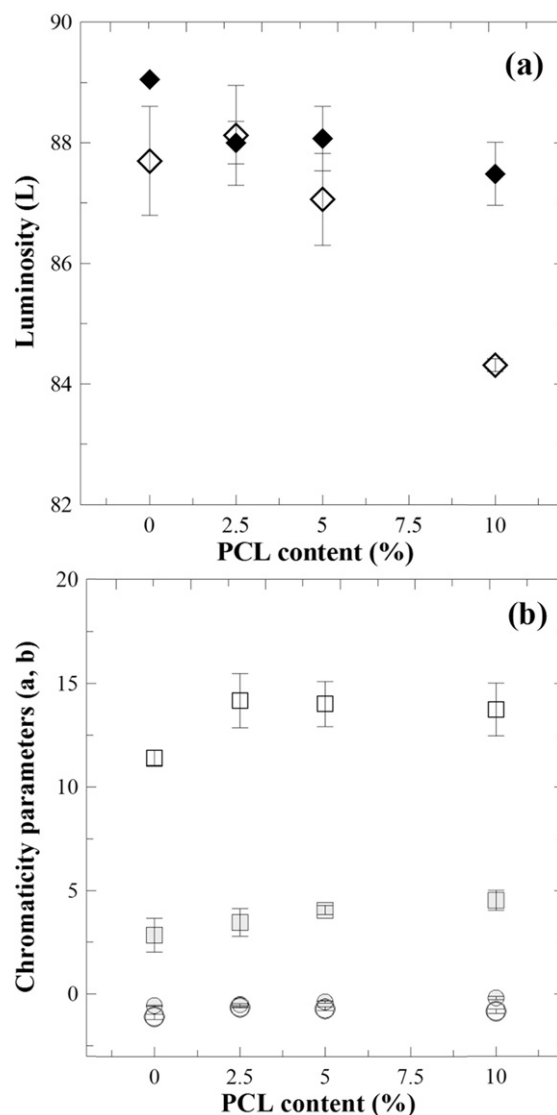 90
(a)
88
86
84
82
Luminosity (L)
0 2.5 5 7.5 10
PCL content (%)
20
(b)
15
10
5
0
Chromaticity parameters (a, b)
0 2.5 5 7.5 10
PCL content (%)